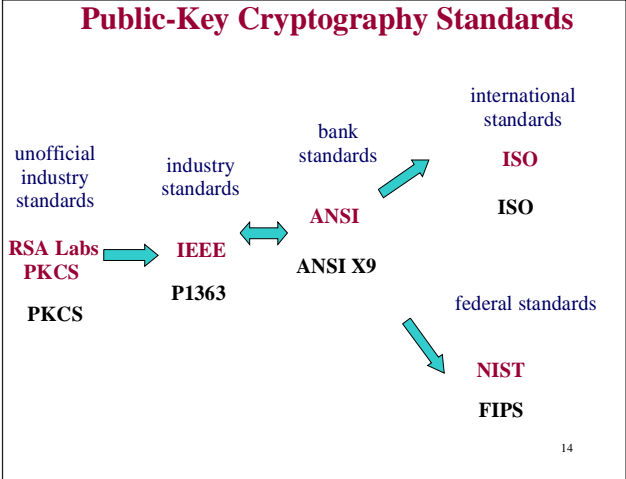 Public-Key Cryptography Standards
unofficial
industry
standards
RSA Labs
PKCS
PKCS
industry
standards
IEEE
P1363
bank
standards
ANSI
ANSI X9
international
standards
ISO
ISO
federal standards
NIST
FIPS
14